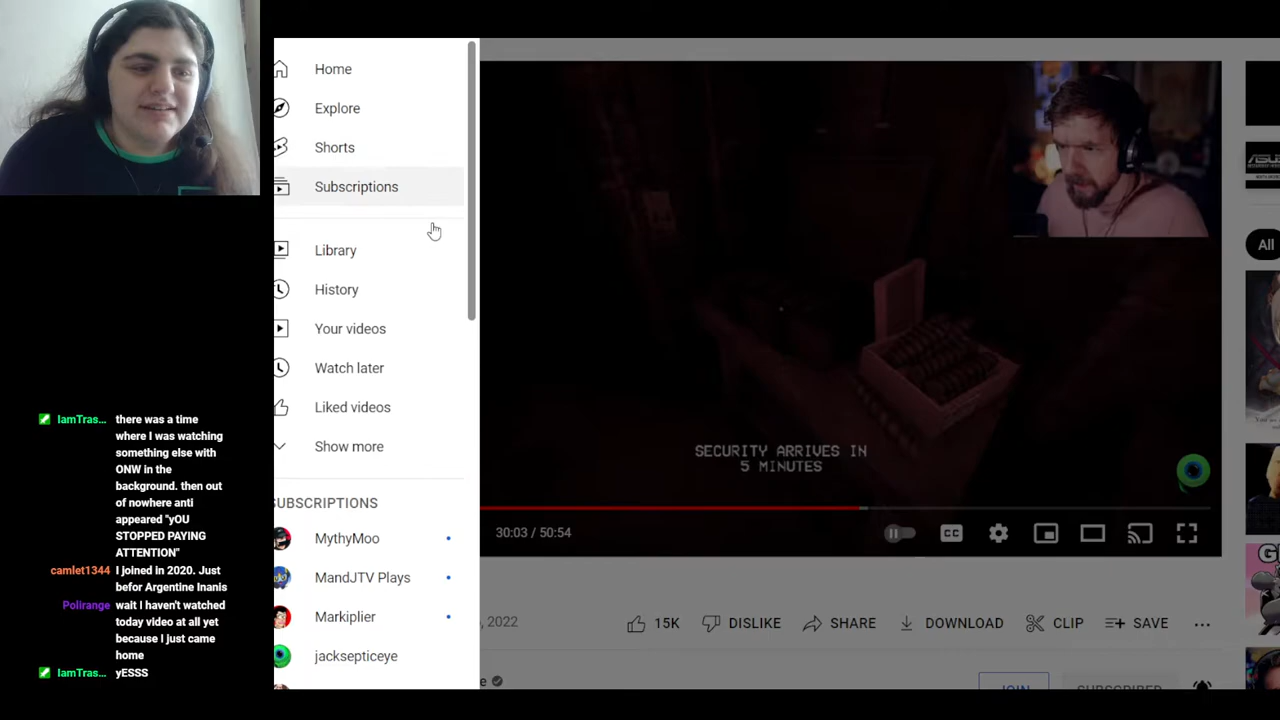 Home
Explore
Shorts
Subscriptions
Library
History
Your videos
Watch later
Liked videos
Show more
SUBSCRIPTIONS
MythyMoo
MandJTV Plays
Markiplier
jacksepticeye
IamTras... there was a time
where I was watching
something else with
ONW in the
background. then out
of nowhere anti
appeared "yOU
STOPPED PAYING
ATTENTION"
camlet1344 I joined in 2020. Just
befor Argentine Inanis
Polirange wait I haven't watched
today video at all yet
because I just came
home
IamTras... yESSS
SECURITY ARRIVES IN
5 MINUTES
30:03 / 50:54
CC
ASUS
All
, 2022
15K
DISLIKE
SHARE
DOWNLOAD
CLIP
SAVE
JOIN
SUBSCRIBED